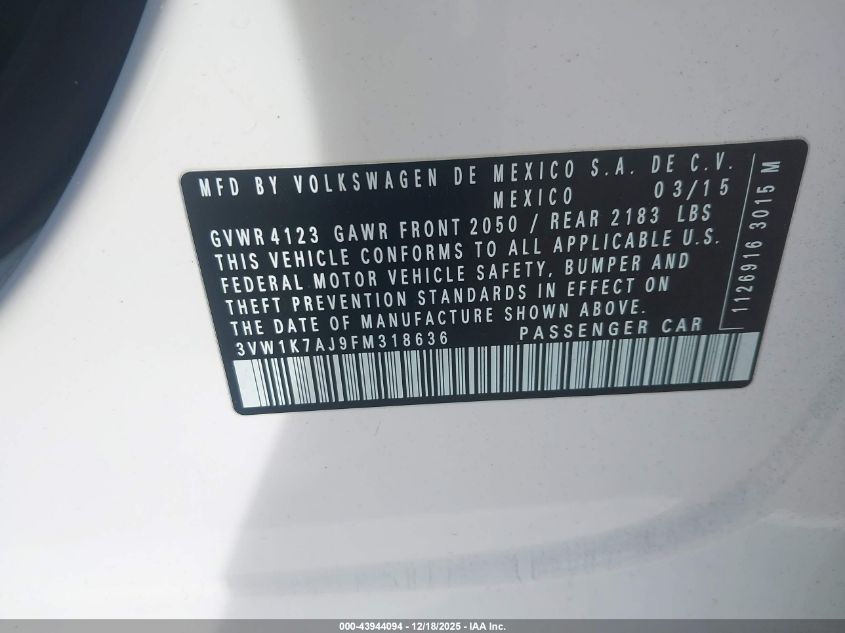 MFD BY VOLKSWAGEN DE MEXICO S.A. DE C.V.
MEXICO 03/15
GVWR 4123 GAWR FRONT 2050 / REAR 2183 LBS
THIS VEHICLE CONFORMS TO ALL APPLICABLE U.S.
FEDERAL MOTOR VEHICLE SAFETY, BUMPER AND
THEFT PREVENTION STANDARDS IN EFFECT ON
THE DATE OF MANUFACTURE SHOWN ABOVE.
3VW1K7AJ9FM318636 PASSENGER CAR
1126916 3015 M
000-43944094 - 12/18/2025 - IAA Inc.